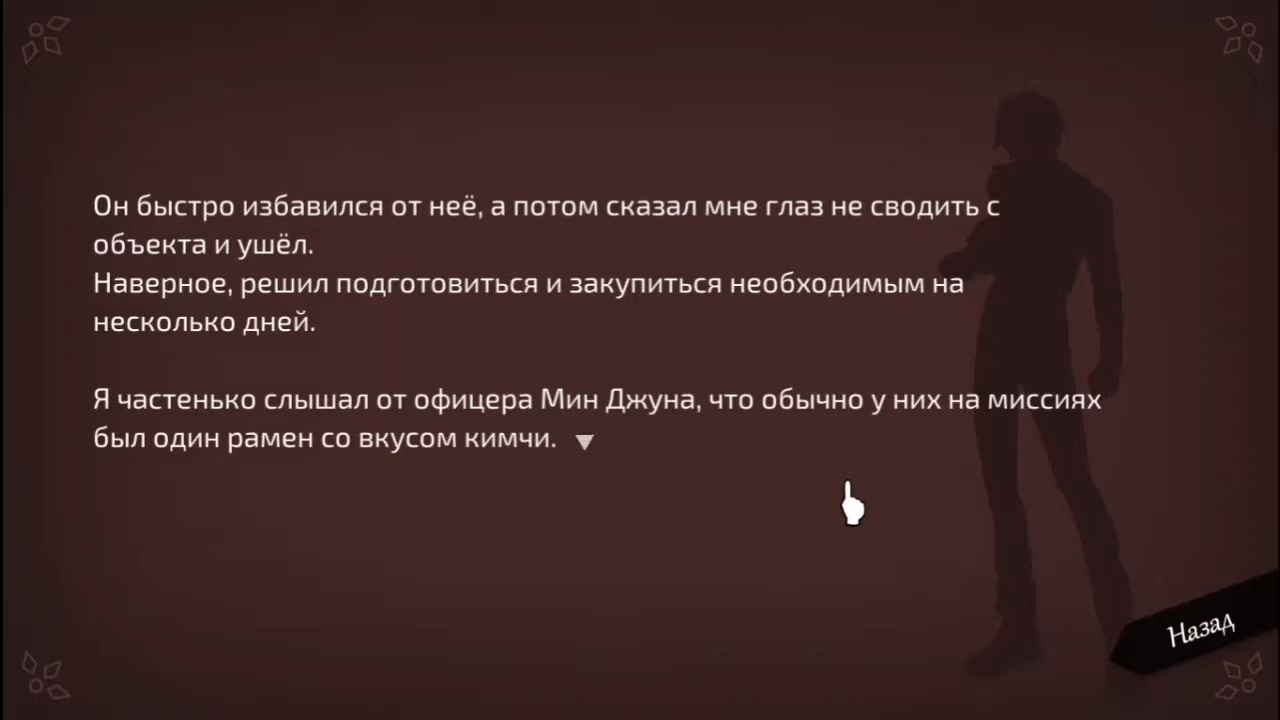 Он быстро избавился от неё, а потом сказал мне глаз не сводить с
объекта и ушёл.
Наверное, решил подготовиться и закупиться необходимым на
несколько дней.
Я частенько слышал от офицера Мин Джуна, что обычно у них на миссиях
был один рамен со вкусом кимчи.
Назад